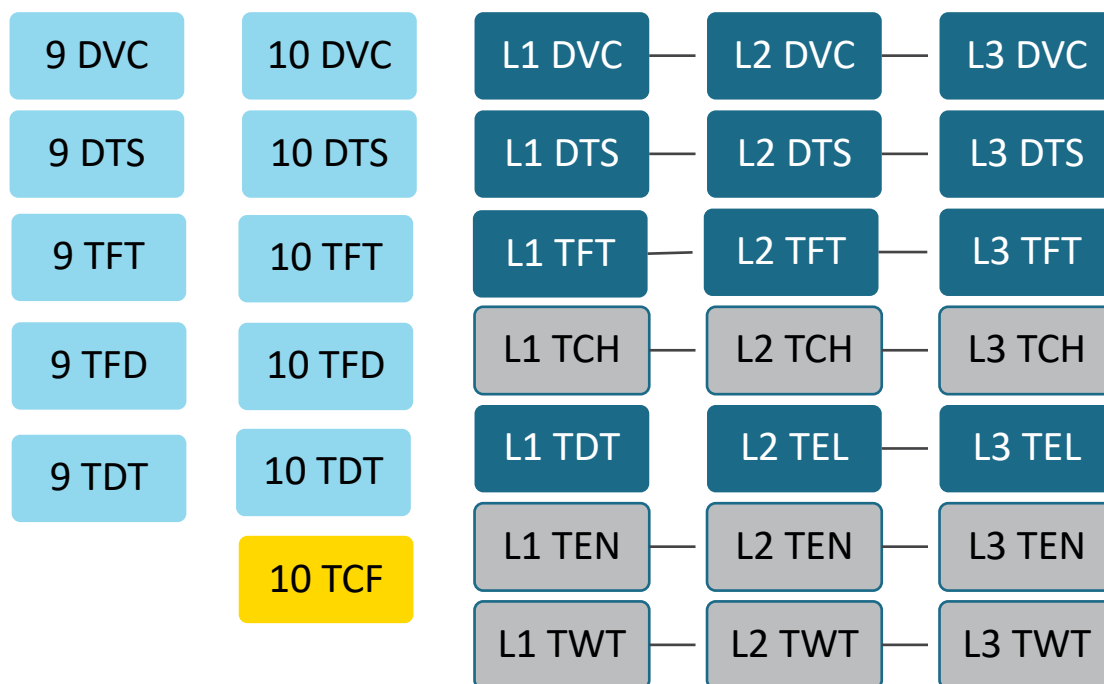 9 DVC 10 DVC L1 DVC L2 DVC L3 DVC
9 DTS 10 DTS L1 DTS L2 DTS L3 DTS
9 TFT 10 TFT L1 TFT L2 TFT L3 TFT
9 TFD 10 TFD L1 TCH L2 TCH L3 TCH
9 TDT 10 TDT L1 TDT L2 TEL L3 TEL
10 TCF L1 TEN L2 TEN L3 TEN
L1 TWT L2 TWT L3 TWT